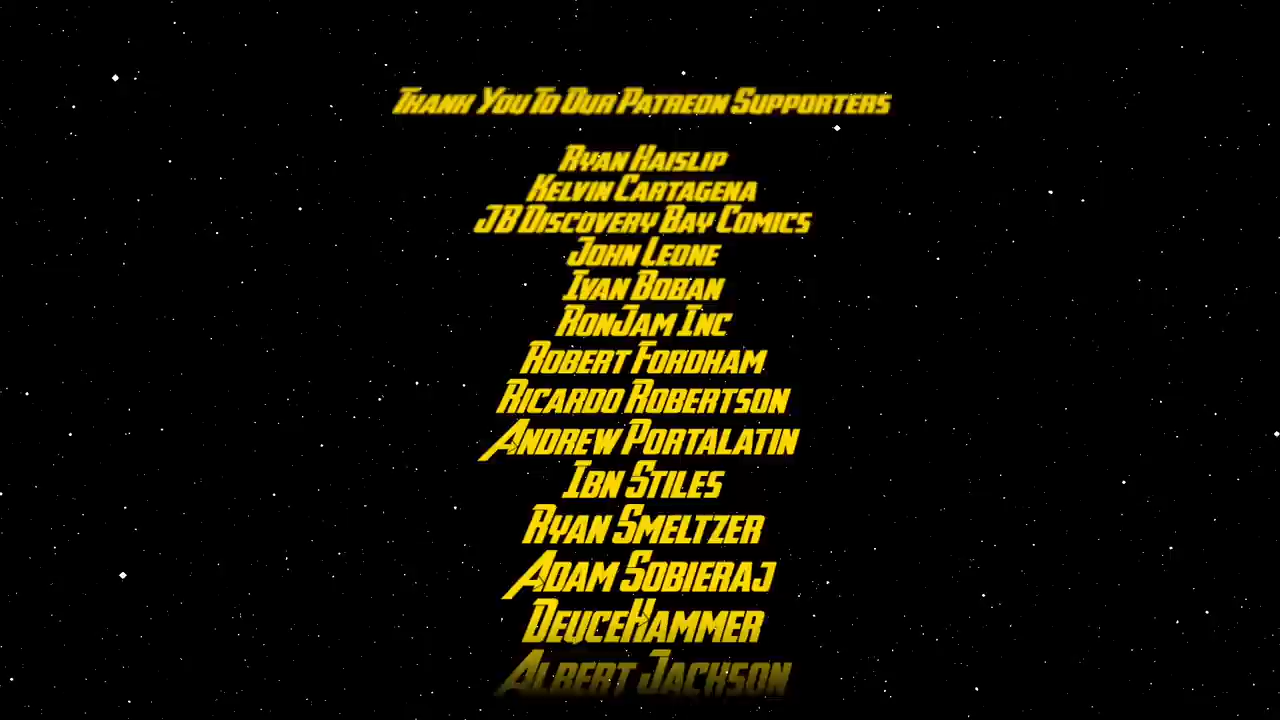 Thank You To Our Patreon Supporters
Ryan Haislip
Kelvin Cartagena
JB Discovery Bay Comics
John Leone
Ivan Boban
RonJam Inc
Robert Fordham
Ricardo Robertson
Andrew Portalatin
Ibn Stiles
Ryan Smeltzer
Adam Sobieraj
DeuceHammer
Albert Jackson